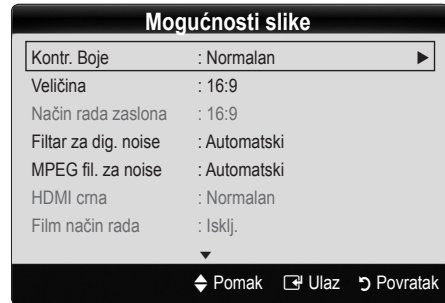 Mogućnosti slike
Kontr. Boje : Normalan
Veličina : 16:9
Način rada zaslona : 16:9
Filtar za dig. noise : Automatski
MPEG fil. za noise : Automatski
HDMI crna : Normalan
Film način rada : Isklj.
Pomak Ulaz Povratak